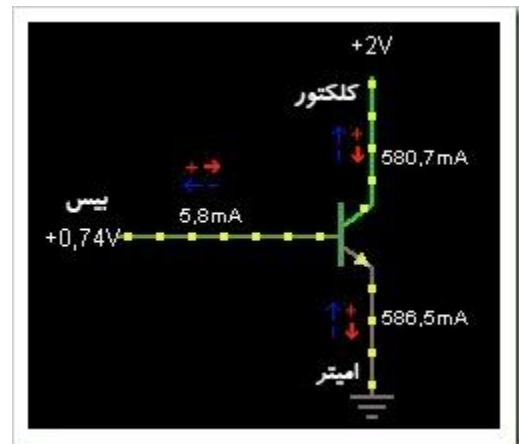 +2V
کلکتور
+ 
-
580,7mA
+
-
بیس
5,8mA
+0,74V
+
-
586,5mA
امیتر